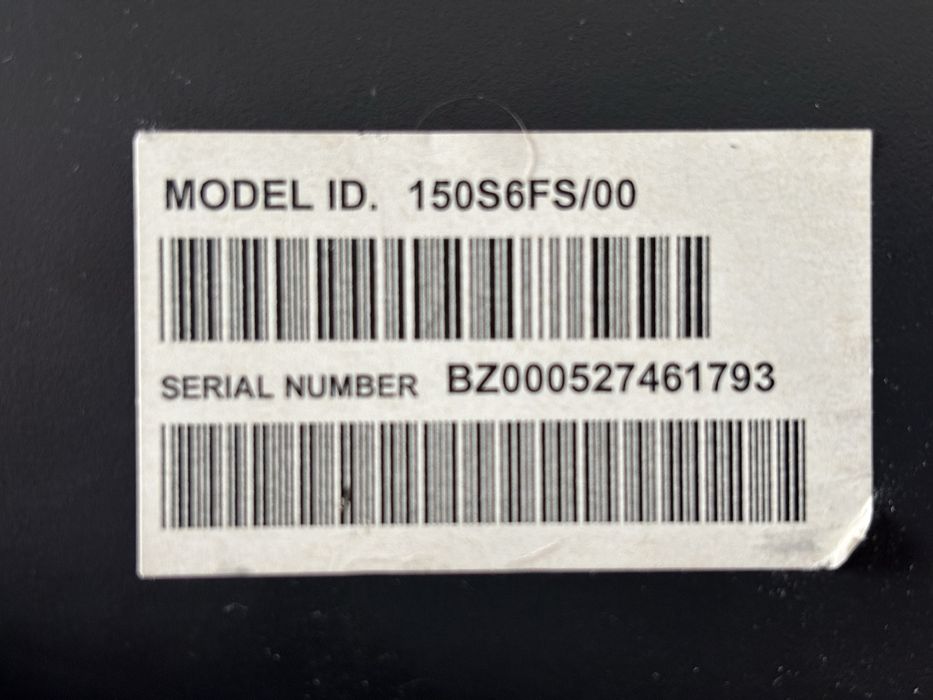 MODEL ID. 150S6FS/00
SERIAL NUMBER BZ000527461793